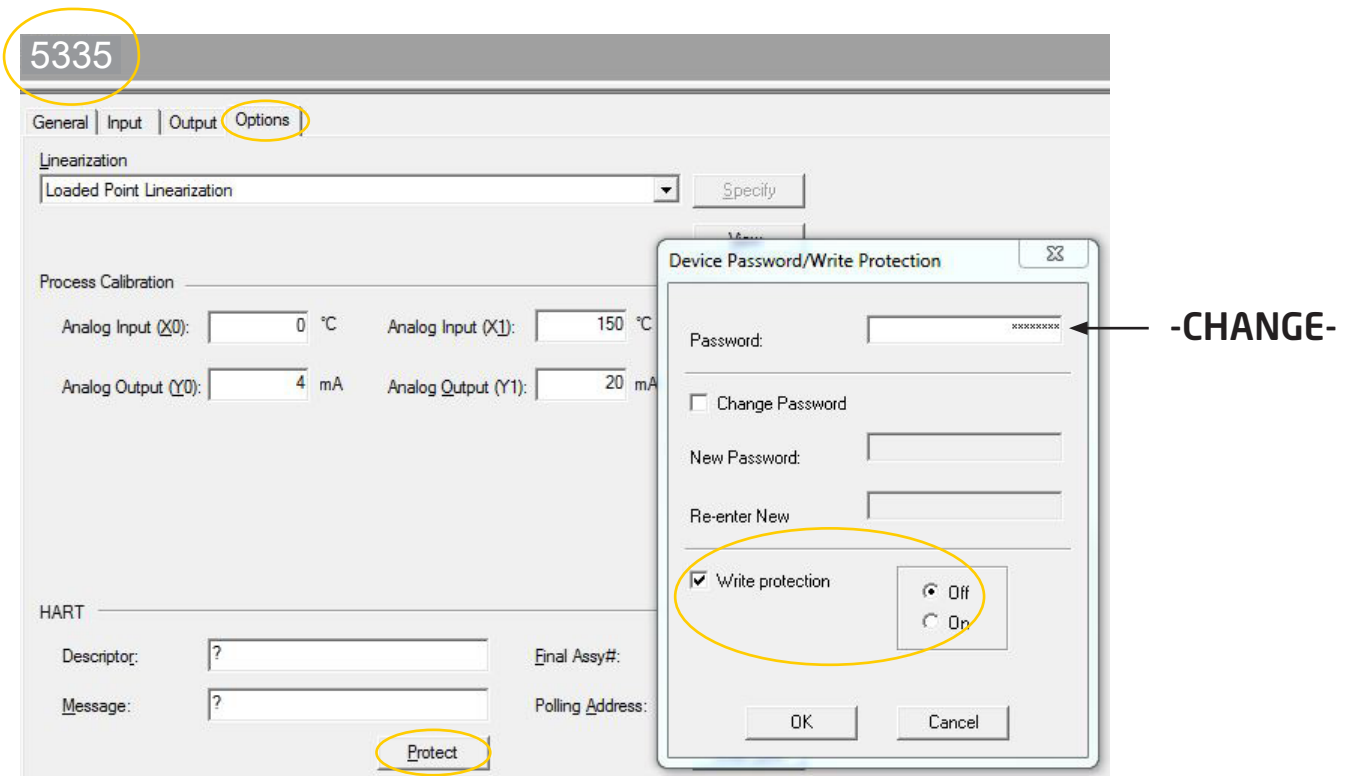 5335
General Input Output Options
Linearization
Loaded Point Linearization
Specify
View
Process Calibration
Analog Input (X0): 0 °C Analog Input (X1): 150 °C
Analog Output (Y0): 4 mA Analog Output (Y1): 20 mA
HART
Descriptor: ? Final Assy#:
Message: ? Polling Address:
Protect
Device Password/Write Protection
Password: ********
Change Password
New Password:
Re-enter New
Write protection
Off
On
OK Cancel
-CHANGE-